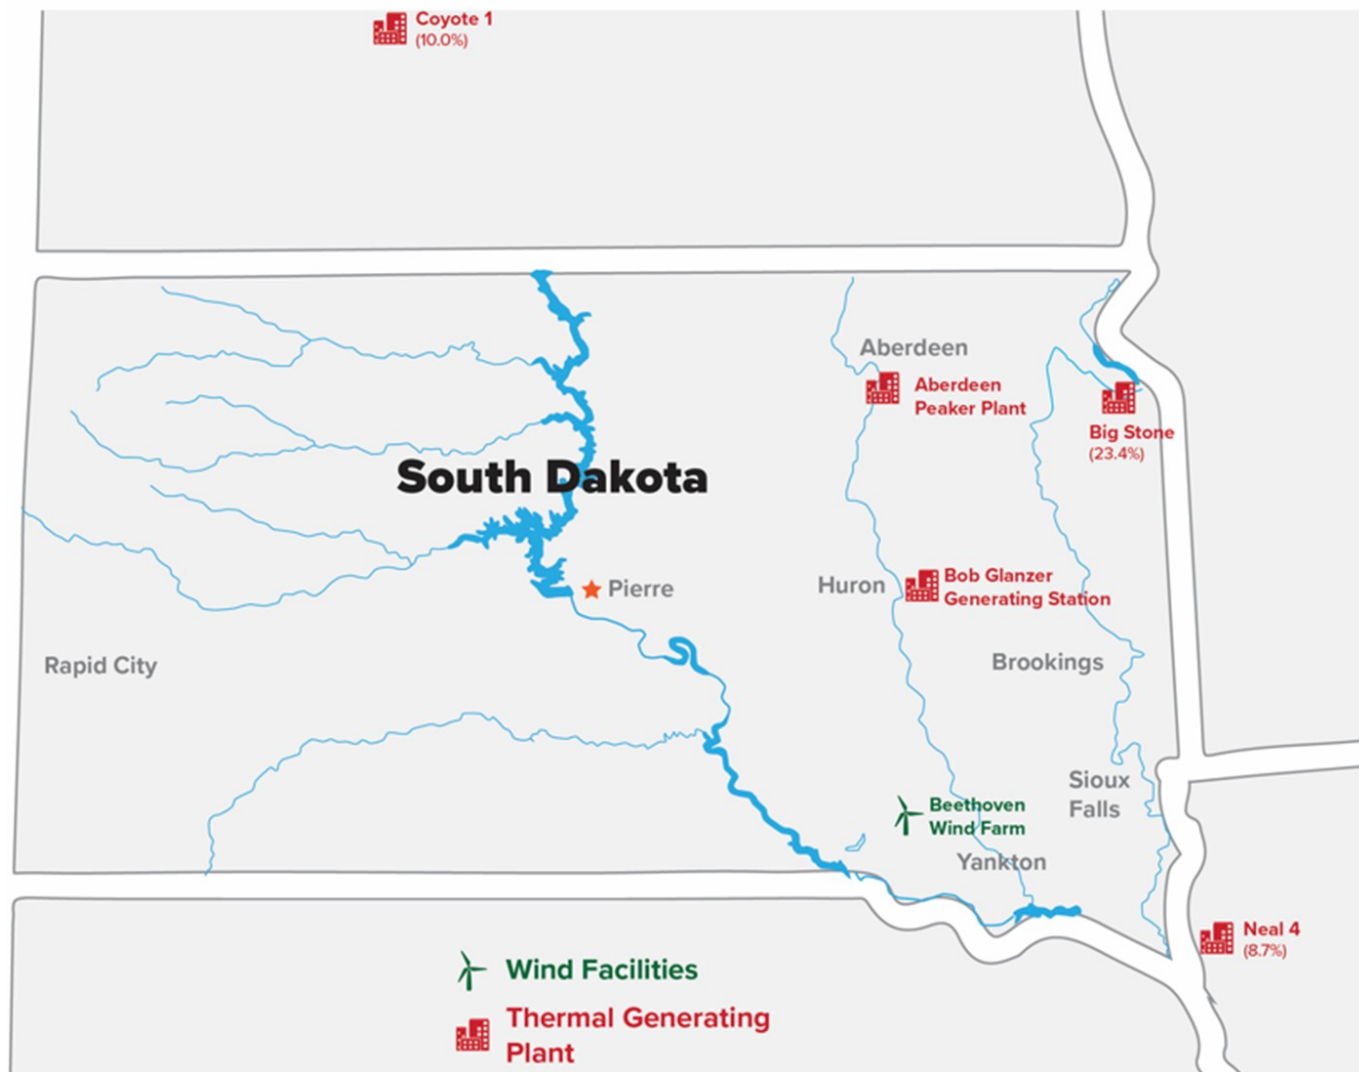 Coyote 1
(10.0%)
Aberdeen
Aberdeen
Peaker Plant
Big Stone
(23.4%)
South Dakota
Pierre
Huron
Bob Glanzer
Generating Station
Rapid City
Brookings
Sioux
Falls
Beethoven
Wind Farm
Yankton
Neal 4
(8.7%)
Wind Facilities
Thermal Generating
Plant